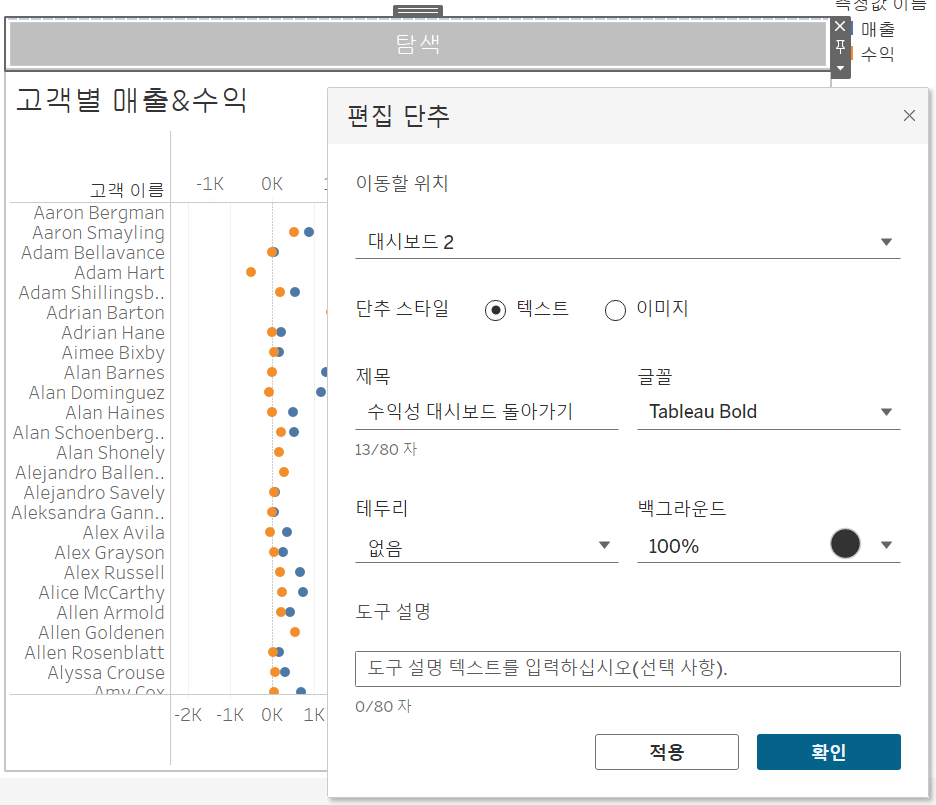 측정값 이름
탐색
매출
수익
고객별 매출&수익
편집 단추
고객 이름
-1K
0K
이동할 위치
대시보드 2
단추 스타일
텍스트
이미지
제목
글꼴
수익성 대시보드 돌아가기
Tableau Bold
13/80 자
테두리
백그라운드
없음
100%
도구 설명
도구 설명 텍스트를 입력하십시오(선택 사항).
0/80 자
적용
확인
Aaron Bergman
Aaron Smayling
Adam Bellavance
Adam Hart
Adam Shillingsb..
Adrian Barton
Adrian Hane
Aimee Bixby
Alan Barnes
Alan Dominguez
Alan Haines
Alan Schoenberg..
Alan Shonely
Alejandro Ballen..
Alejandro Savely
Aleksandra Gann..
Alex Avila
Alex Grayson
Alex Russell
Alice McCarthy
Allen Armold
Allen Goldenen
Allen Rosenblatt
Alyssa Crouse
Amy Cox
-2K -1K 0K 1K